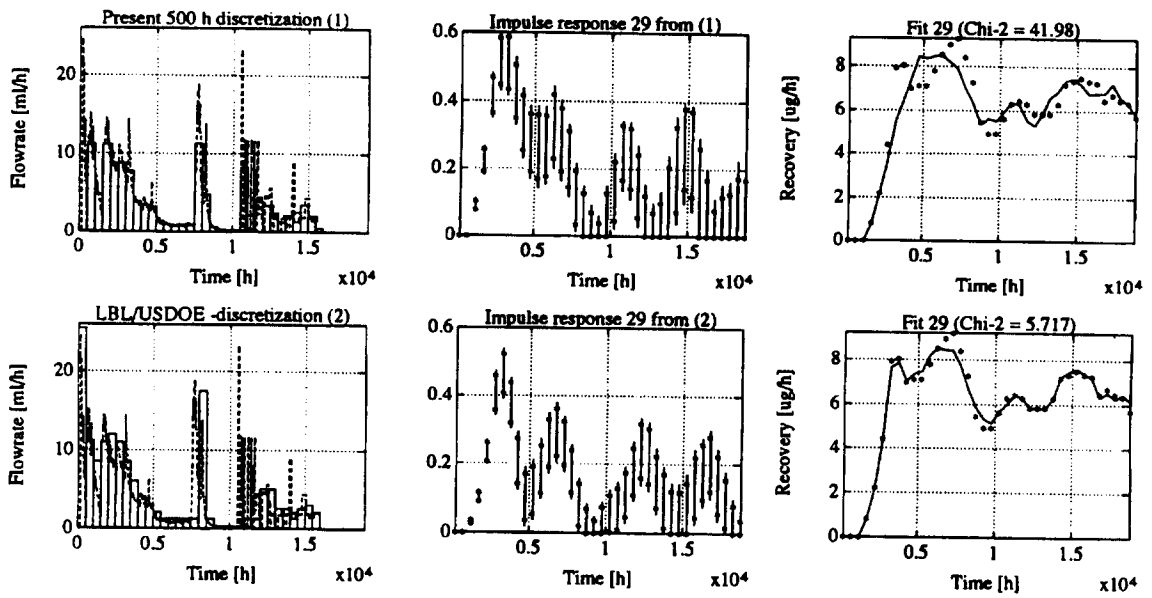 Present 500 h discretization (1)
Flowrate [ml/h]
20
10
0
0
0.5
1
1.5
Time [h]
x10⁴
Impulse response 29 from (1)
0.6
0.4
0.2
0
0.5
1
1.5
Time [h]
x10⁴
Fit 29 (Chi-2 = 41.98)
Recovery [ug/h]
8
6
4
2
0
0.5
1
1.5
Time [h]
x10⁴
LBL/USDOE -discretization (2)
Flowrate [ml/h]
20
10
0
0
0.5
1
1.5
Time [h]
x10⁴
Impulse response 29 from (2)
0.6
0.4
0.2
0
0.5
1
1.5
Time [h]
x10⁴
Fit 29 (Chi-2 = 5.717)
Recovery [ug/h]
8
6
4
2
0
0.5
1
1.5
Time [h]
x10⁴